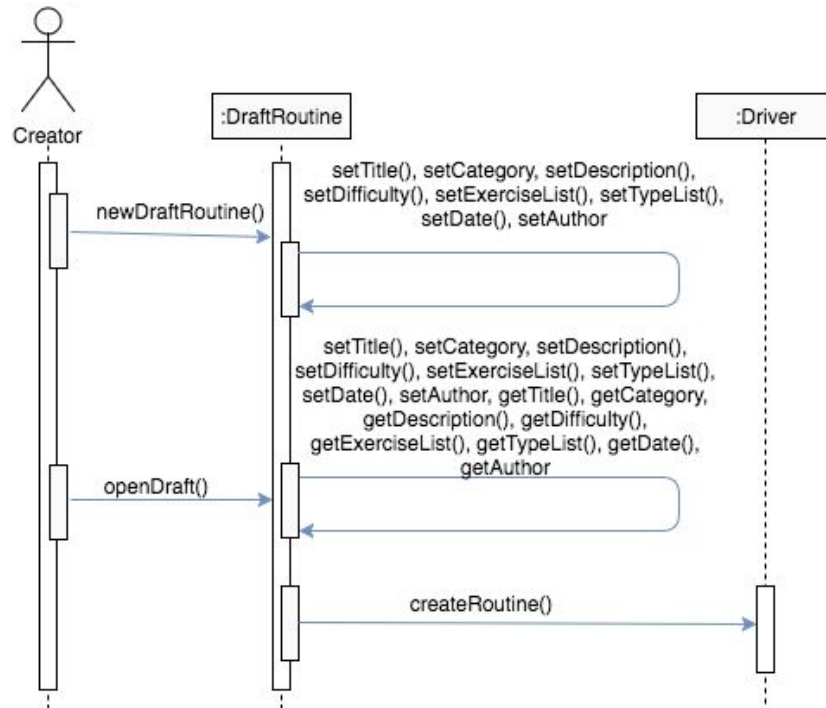 :DraftRoutine
:Driver
Creator
setTitle(), setCategory, setDescription(),
setDifficulty(), setExerciseList(), setTypeList(),
setDate(), setAuthor
newDraftRoutine()
setTitle(), setCategory, setDescription(),
setDifficulty(), setExerciseList(), setTypeList(),
setDate(), setAuthor, getTitle(), getCategory,
getDescription(), getDifficulty(),
getExerciseList(), getTypeList(), getDate(),
getAuthor
openDraft()
createRoutine()